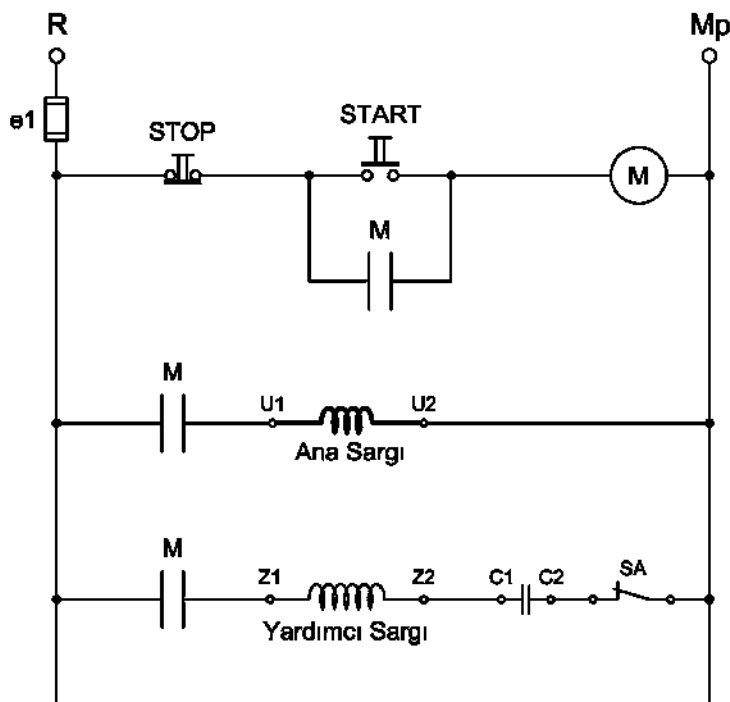 R
Mp
e1
STOP
START
M
M
M
U1
U2
Ana Sargı
M
Z1
Z2
C1
C2
SA
Yardımcı Sargı